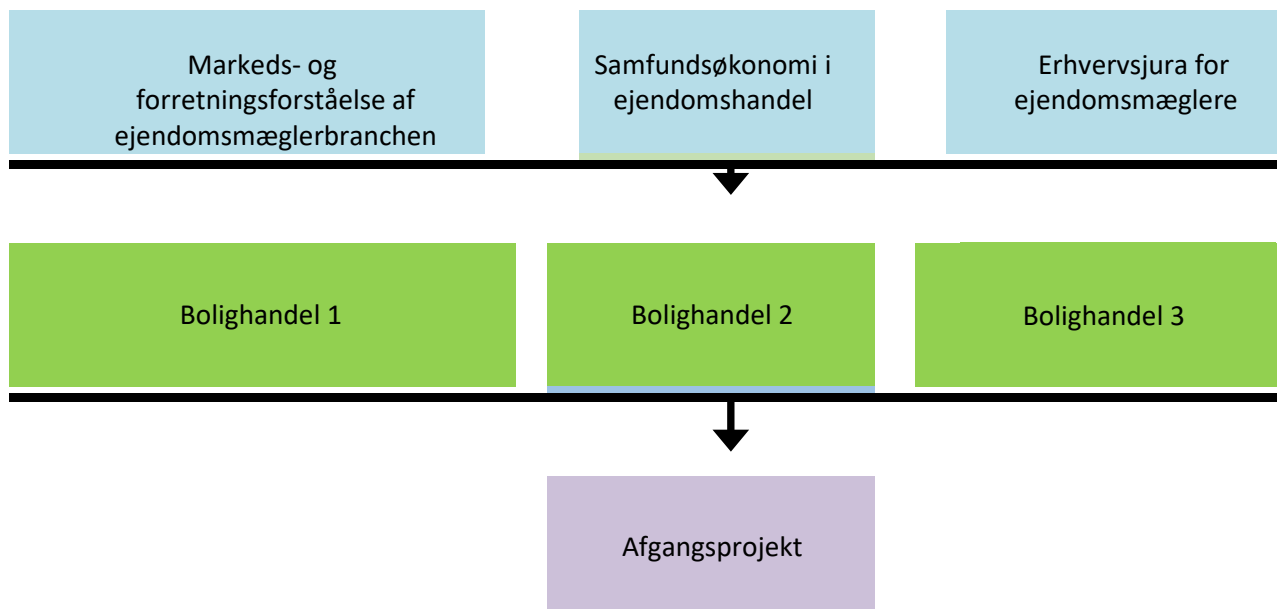 Markeds- og
forretningsforståelse af
ejendomsmæglerbranchen
Samfundsøkonomi i
ejendomshandel
Erhvervsjura for
ejendomsmæglere
Bolighandel 1
Bolighandel 2
Bolighandel 3
Afgangsprojekt